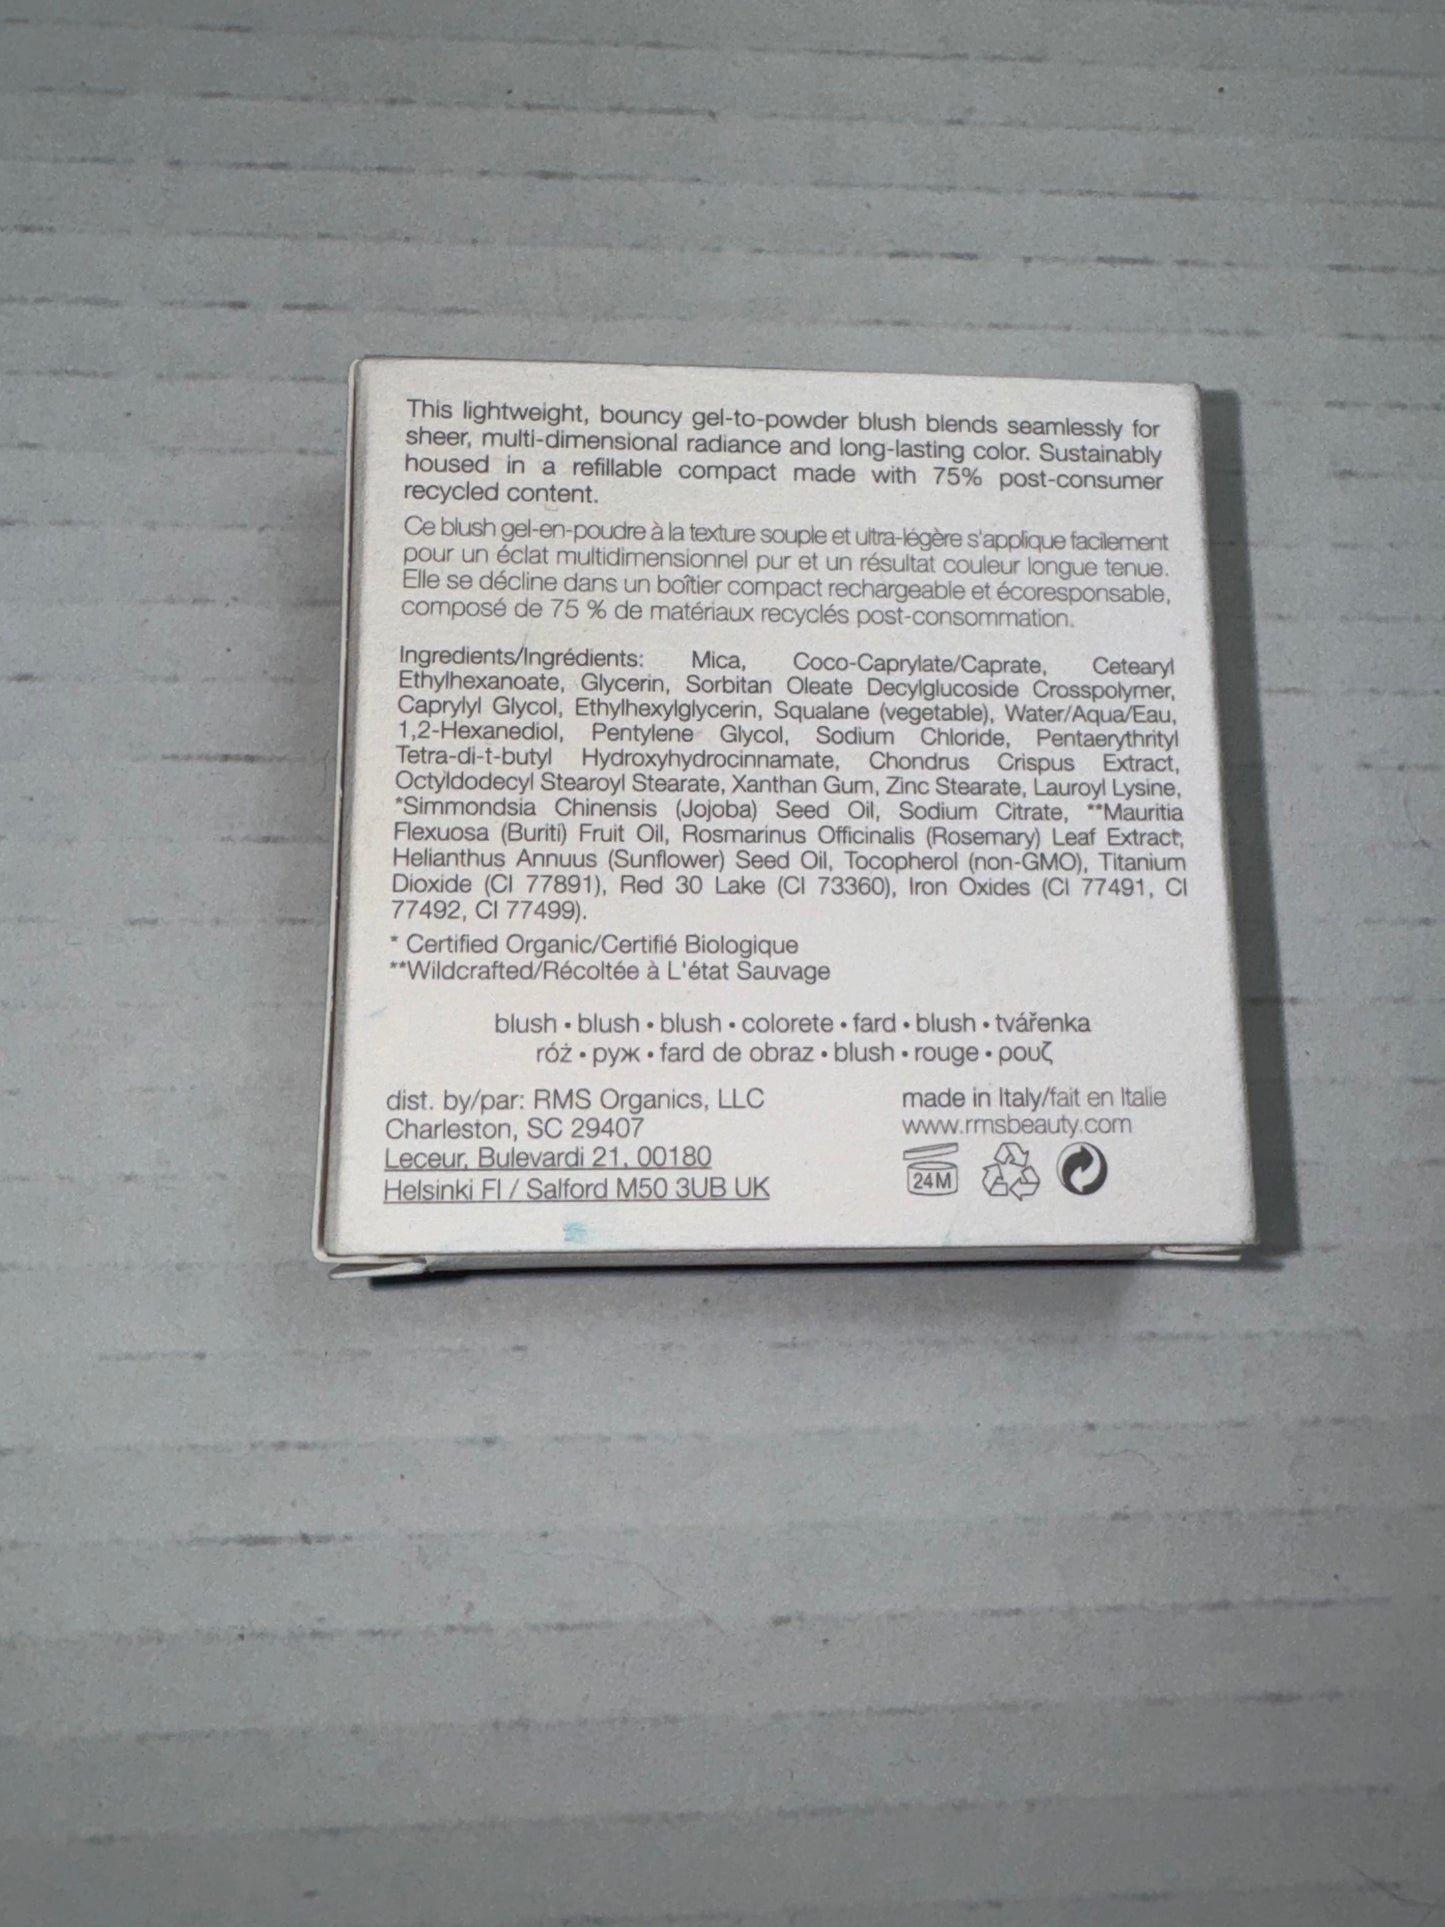 This lightweight, bouncy gel-to-powder blush blends seamlessly for
sheer, multi-dimensional radiance and long-lasting color. Sustainably
housed in a refillable compact made with 75% post-consumer
recycled content.
Ce blush gel-en-poudre à la texture souple et ultra-légère s'applique facilement
pour un éclat multidimensionnel pur et un résultat couleur longue tenue.
Elle se décline dans un boîtier compact rechargeable et écoresponsable,
composé de 75 % de matériaux recyclés post-consommation.
Ingredients/Ingrédients: Mica, Coco-Caprylate/Caprate, Cetearyl
Ethylhexanoate, Glycerin, Sorbitan Oleate Decylglucoside Crosspolymer,
Caprylyl Glycol, Ethylhexylglycerin, Squalane (vegetable), Water/Aqua/Eau,
1,2-Hexanediol, Pentylene Glycol, Sodium Chloride, Pentaerythrityl
Tetra-di-t-butyl Hydroxyhydrocinnamate, Chondrus Crispus Extract,
Octyldodecyl Stearoyl Stearate, Xanthan Gum, Zinc Stearate, Lauroyl Lysine,
*Simmondsia Chinensis (Jojoba) Seed Oil, Sodium Citrate, **Mauritia
Flexuosa (Buriti) Fruit Oil, Rosmarinus Officinalis (Rosemary) Leaf Extract,
Helianthus Annuus (Sunflower) Seed Oil, Tocopherol (non-GMO), Titanium
Dioxide (CI 77891), Red 30 Lake (CI 73360), Iron Oxides (CI 77491, CI
77492, CI 77499).
* Certified Organic/Certifié Biologique
**Wildcrafted/Récoltée à L'état Sauvage
blush • blush • blush • colorete • fard • blush • tvářenka
róż • руж • fard de obraz • blush • rouge • ρουζ
dist. by/par: RMS Organics, LLC
Charleston, SC 29407
Leceur, Bulevardi 21, 00180
Helsinki FI / Salford M50 3UB UK
made in Italy/fait en Italie
www.rmsbeauty.com
24M